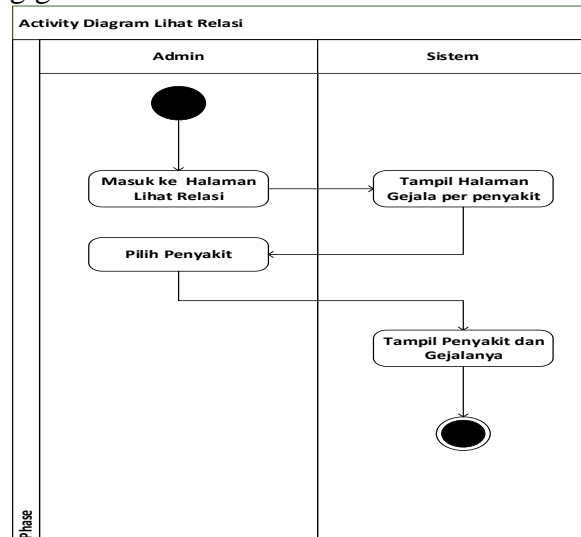 Activity Diagram Lihat Relasi
Admin
Sistem
Masuk ke Halaman
Lihat Relasi
Tampil Halaman
Gejala per penyakit
Pilih Penyakit
Tampil Penyakit dan
Gejalanya
Phase